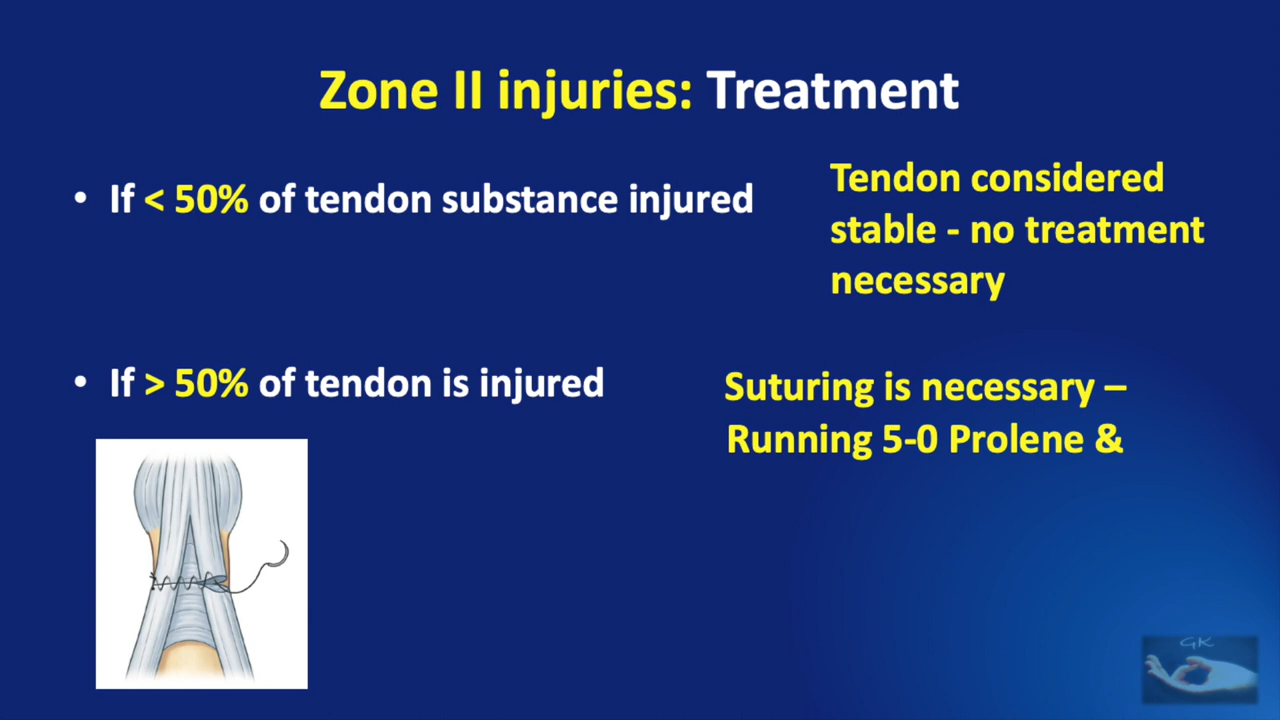 Zone II injuries: Treatment
• If < 50% of tendon substance injured
Tendon considered
stable - no treatment
necessary
• If > 50% of tendon is injured
Suturing is necessary –
Running 5-0 Prolene &
GK